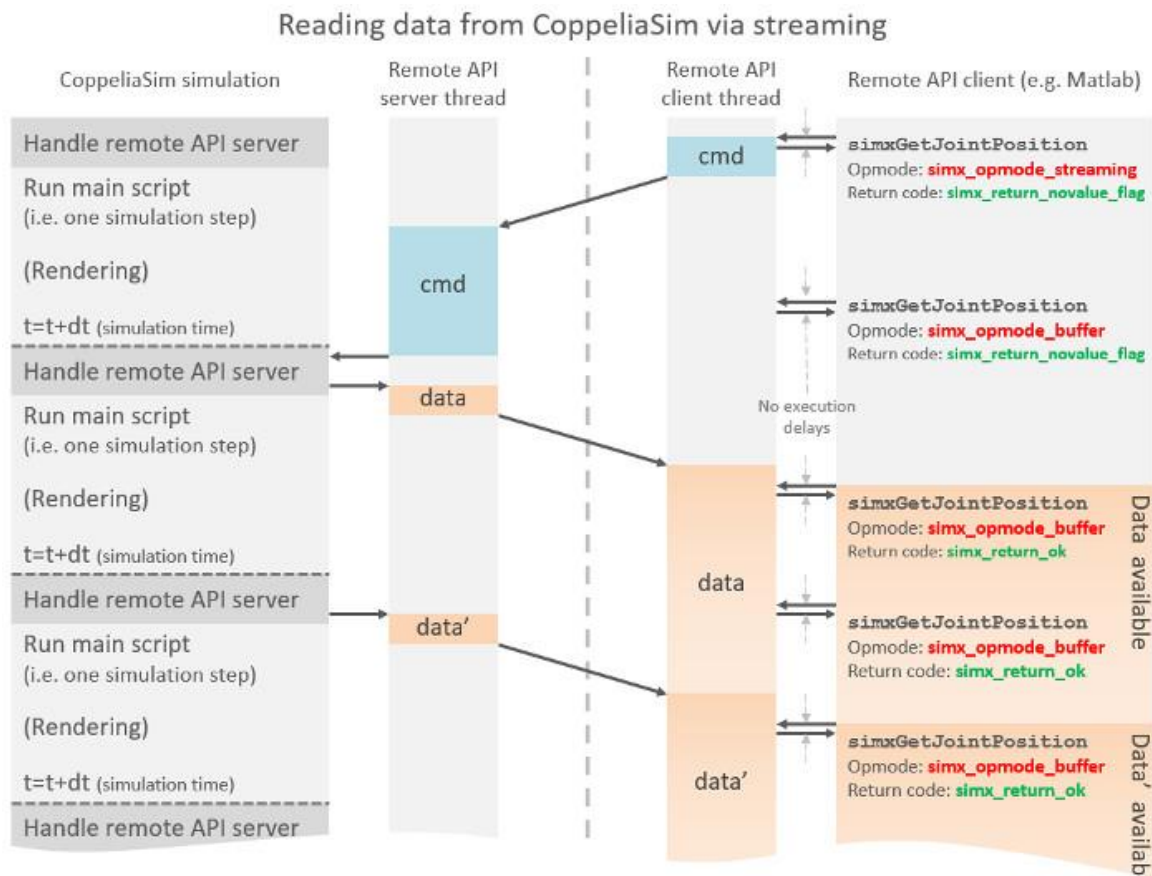 Reading data from CoppeliaSim via streaming
CoppeliaSim simulation
Remote API
server thread
Remote API
client thread
Remote API client (e.g. Matlab)
Handle remote API server
Run main script
(i.e. one simulation step)
(Rendering)
t=t+dt (simulation time)
Handle remote API server
Run main script
(i.e. one simulation step)
(Rendering)
t=t+dt (simulation time)
Handle remote API server
Run main script
(i.e. one simulation step)
(Rendering)
t=t+dt (simulation time)
Handle remote API server
cmd
data
data’
cmd
data
data’
No execution
delays
simxGetJointPosition
Opmode: simx_opmode_streaming
Return code: simx_return_novalue_flag
simxGetJointPosition
Opmode: simx_opmode_buffer
Return code: simx_return_novalue_flag
simxGetJointPosition
Opmode: simx_opmode_buffer
Return code: simx_return_ok
simxGetJointPosition
Opmode: simx_opmode_buffer
Return code: simx_return_ok
simxGetJointPosition
Opmode: simx_opmode_buffer
Return code: simx_return_ok
Data available
Data’ availab